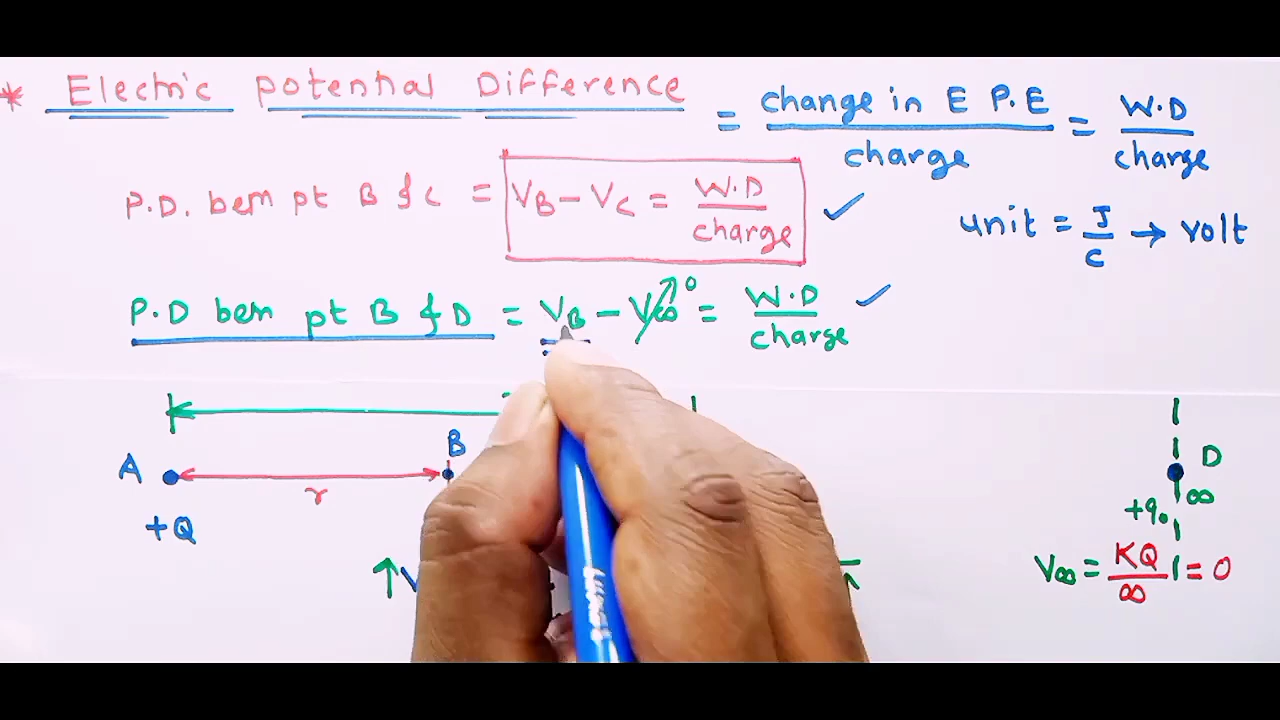 * Electric potential Difference = change in E P.E / charge = W.D / charge
P.D. betn pt B & C = VB - VC = W.D / charge ✓
unit = J/C → volt
P.D betn pt B & D = VB - V∞ 0 = W.D / charge ✓
A B D
r ∞
+Q +q₀
↑V
V∞ = KQ / ∞ = 0